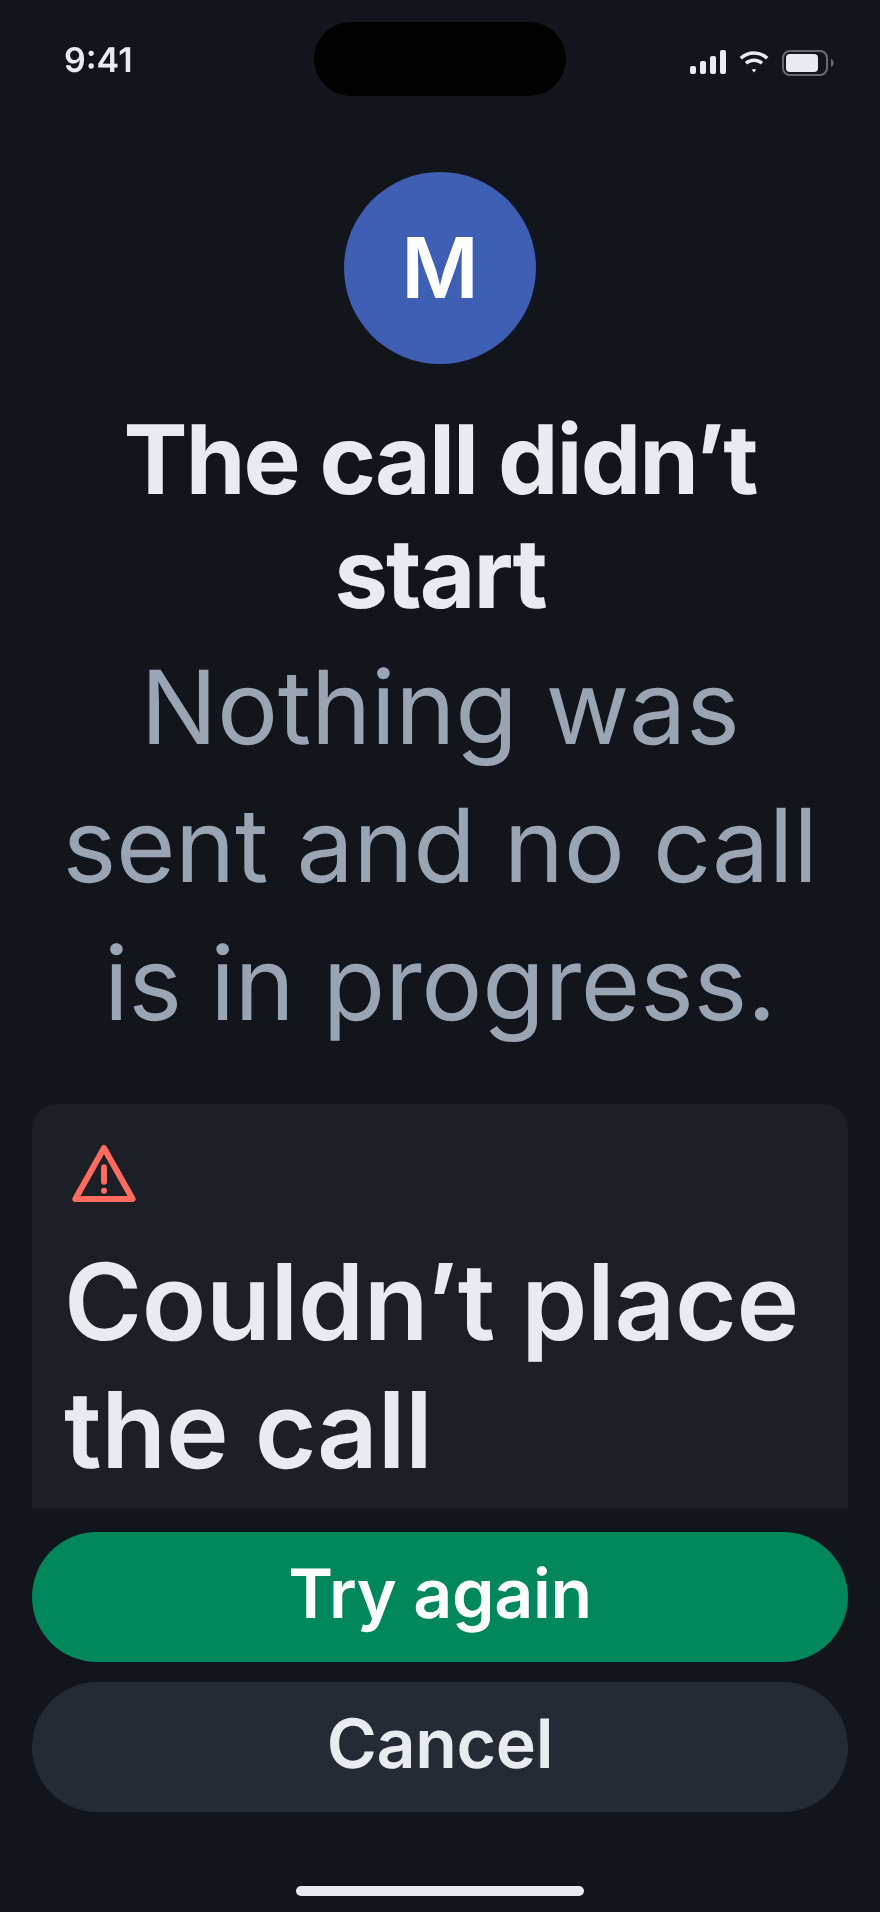 9:41
M
The call didn’t
start
Nothing was
sent and no call
is in progress.
Couldn’t place
the call
Try again
Cancel